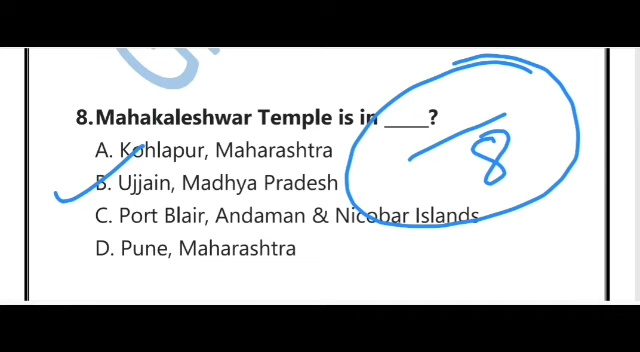 8.Mahakaleshwar Temple is in ____?
A. Kohlapur, Maharashtra
B. Ujjain, Madhya Pradesh
C. Port Blair, Andaman & Nicobar Islands
D. Pune, Maharashtra
8